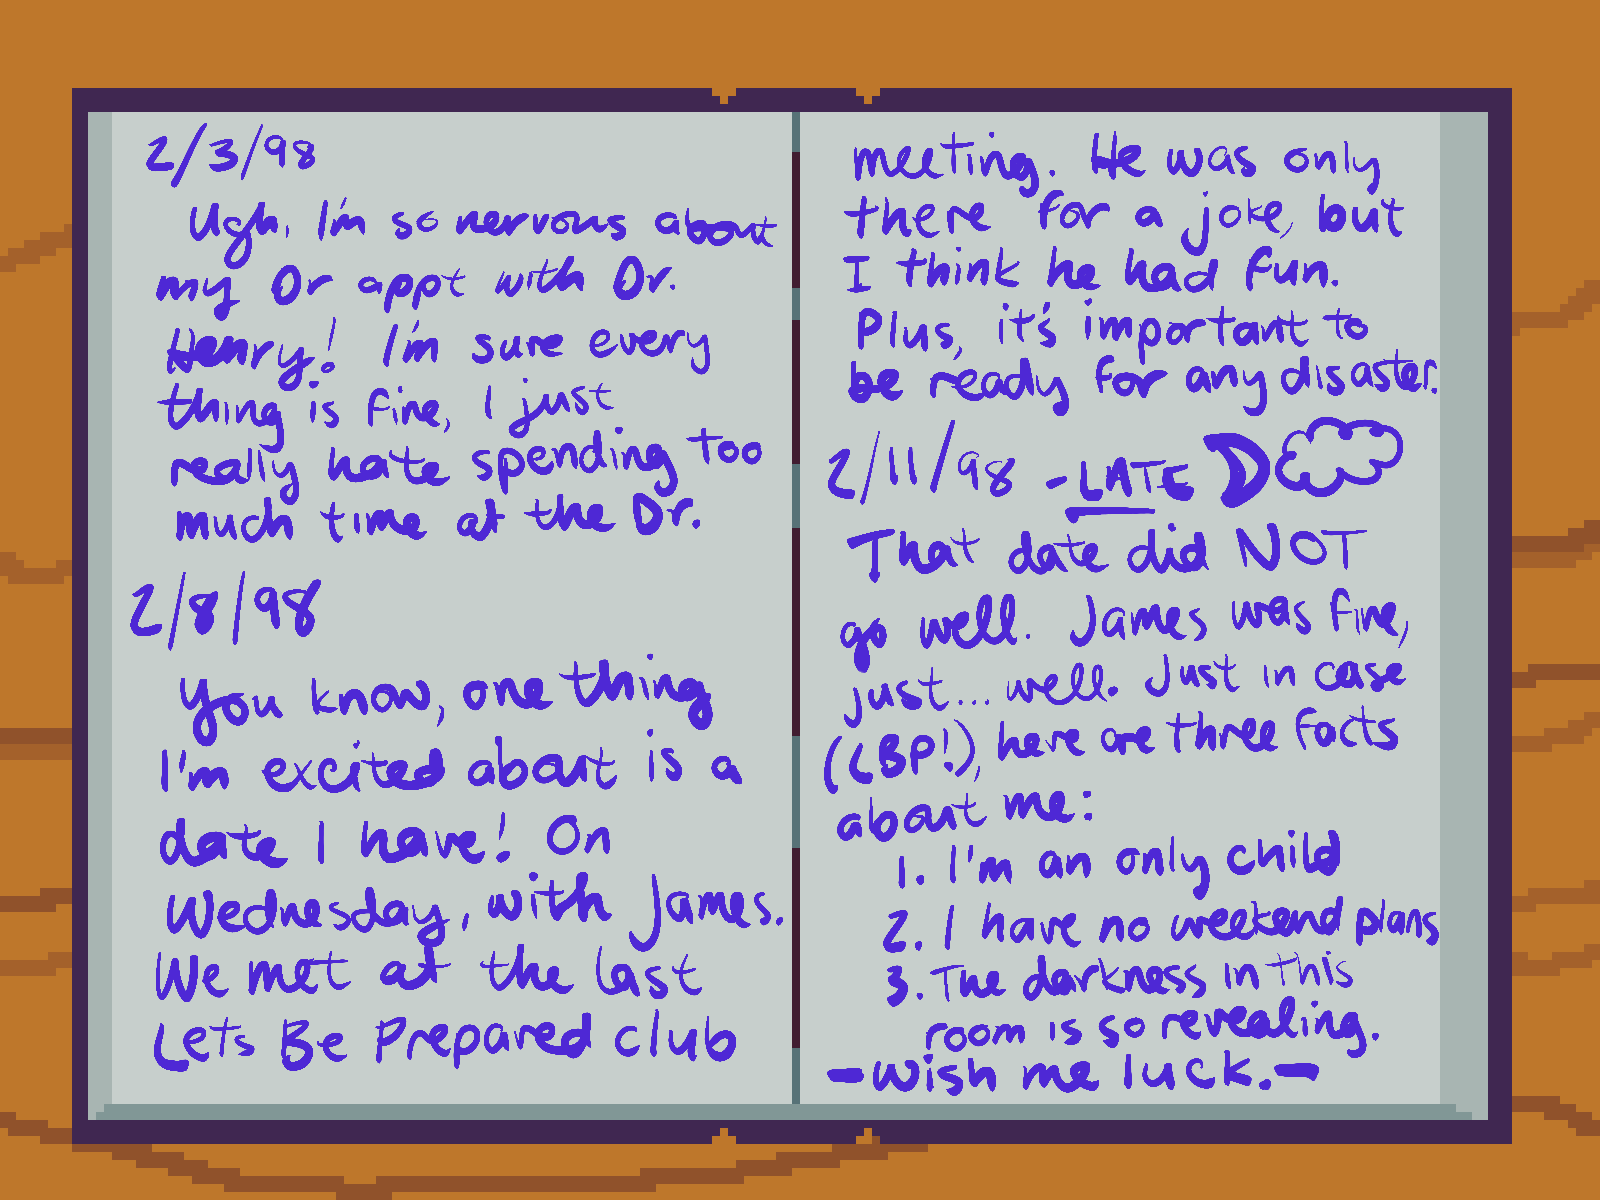 2/3/98
Ugh, I'm so nervous about
my Dr appt with Dr.
Henry! I'm sure every
thing is fine, I just
really hate spending too
much time at the Dr.
2/8/98
You know, one thing
I'm excited about is a
date I have! On
Wednesday, with James.
We met at the last
Lets Be Prepared club
meeting. He was only
there for a joke, but
I think he had fun.
Plus, it's important to
be ready for any disaster.
2/11/98 - LATE
That date did NOT
go well. James was fine,
just... well. Just in case
(LBP!), here are three facts
about me:
1. I'm an only child
2. I have no weekend plans
3. The darkness in this
room is so revealing.
- Wish me luck. -